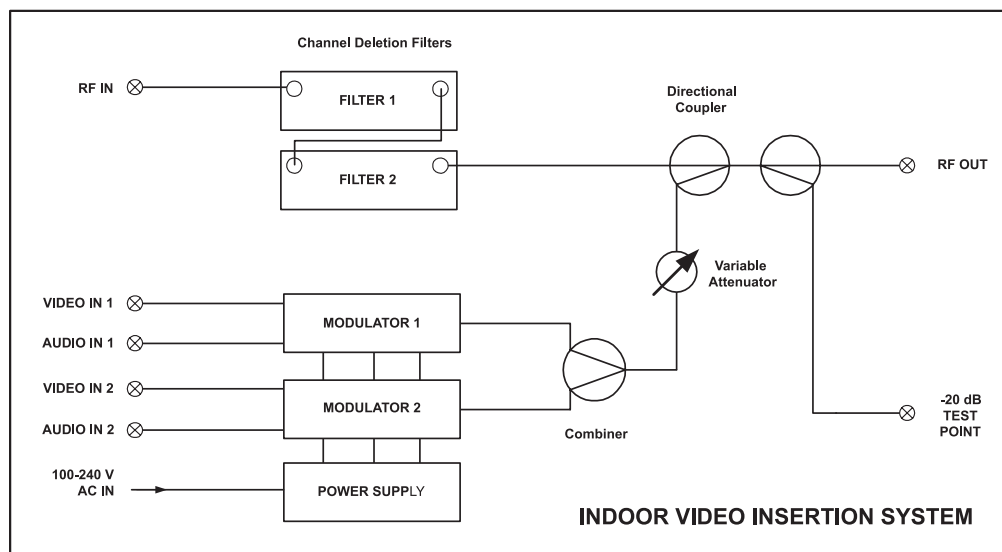 Channel Deletion Filters
RF IN
FILTER 1
FILTER 2
Directional
Coupler
RF OUT
Variable
Attenuator
VIDEO IN 1
AUDIO IN 1
MODULATOR 1
VIDEO IN 2
AUDIO IN 2
MODULATOR 2
Combiner
-20 dB
TEST
POINT
100-240 V
AC IN
POWER SUPPLY
INDOOR VIDEO INSERTION SYSTEM